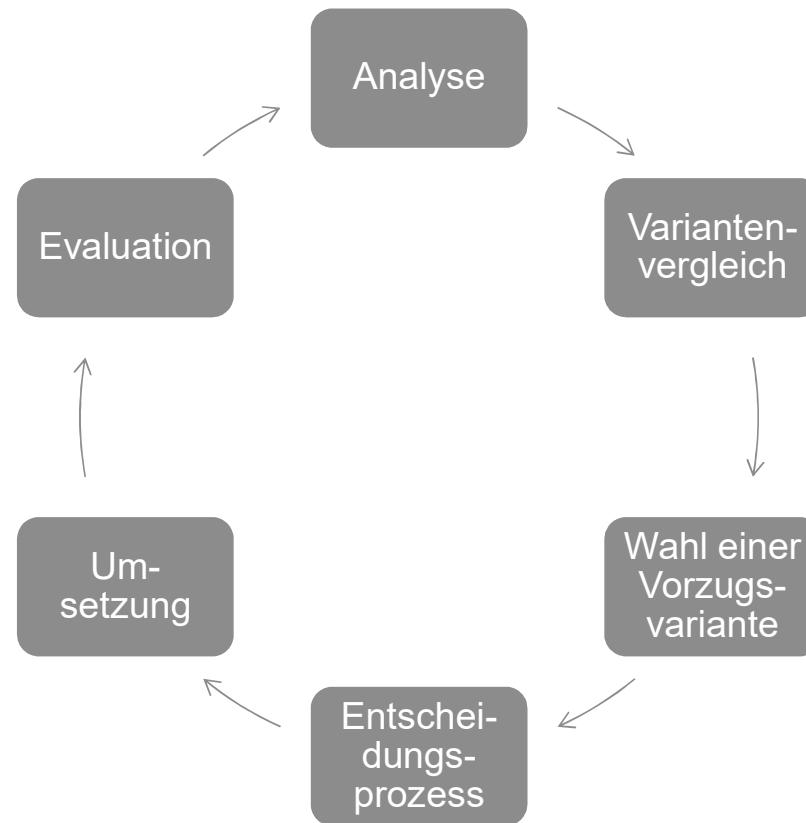 Analyse
Varianten-
vergleich
Wahl einer
Vorzugs-
variante
Entschei-
dungs-
prozess
Um-
setzung
Evaluation